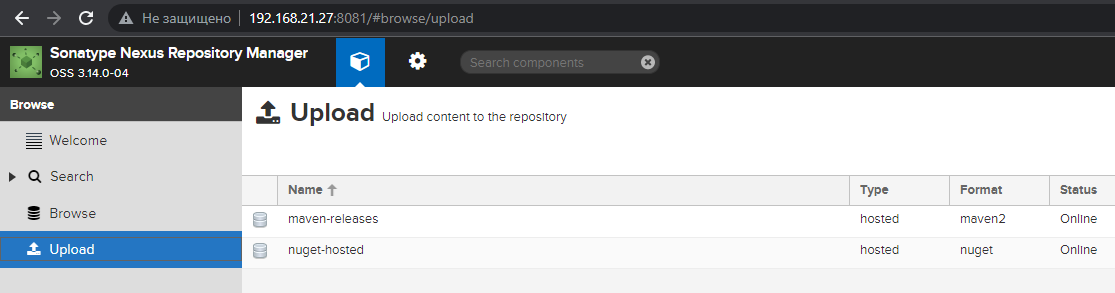 Не защищено 192.168.21.27:8081/#browse/upload
Sonatype Nexus Repository Manager
OSS 3.14.0-04
Search components
Browse
Upload Upload content to the repository
Welcome
Search
Browse
Upload
Name Type Format Status
maven-releases hosted maven2 Online
nuget-hosted hosted nuget Online